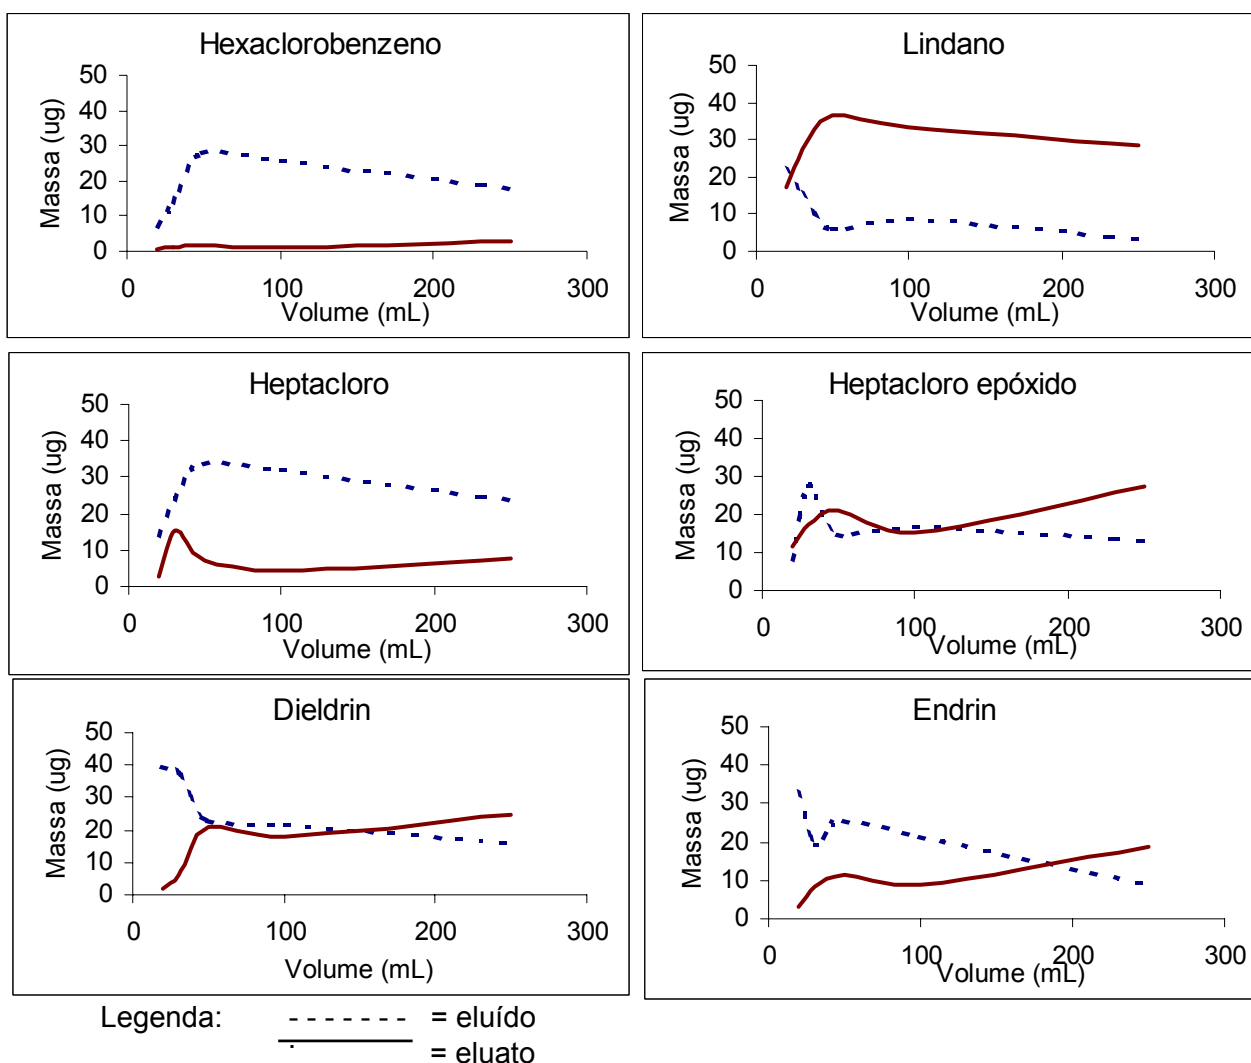 Hexaclorobenzeno
Massa (ug)
50
40
30
20
10
0
0 100 200 300
Volume (mL)
Lindano
Massa (ug)
50
40
30
20
10
0
0 100 200 300
Volume (mL)
Heptacloro
Massa (ug)
50
40
30
20
10
0
0 100 200 300
Volume (mL)
Heptacloro epóxido
Massa (ug)
50
40
30
20
10
0
0 100 200 300
Volume (mL)
Dieldrin
Massa (ug)
50
40
30
20
10
0
0 100 200 300
Volume (mL)
Endrin
Massa (ug)
50
40
30
20
10
0
0 100 200 300
Volume (mL)
Legenda: - - - - - - - - = eluído
= eluato